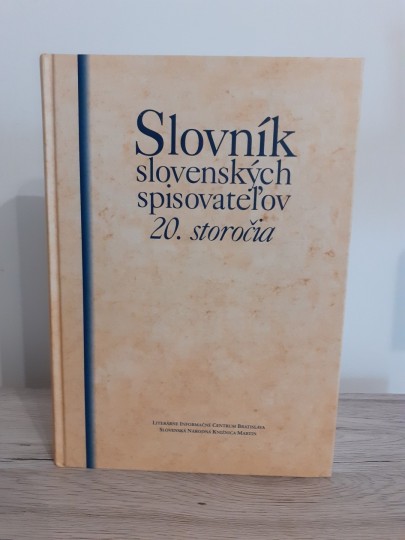 Slovník
slovenských
spisovateľov
20. storočia
Literárne Informačné Centrum Bratislava
Slovenská Národná Knižnica Martin